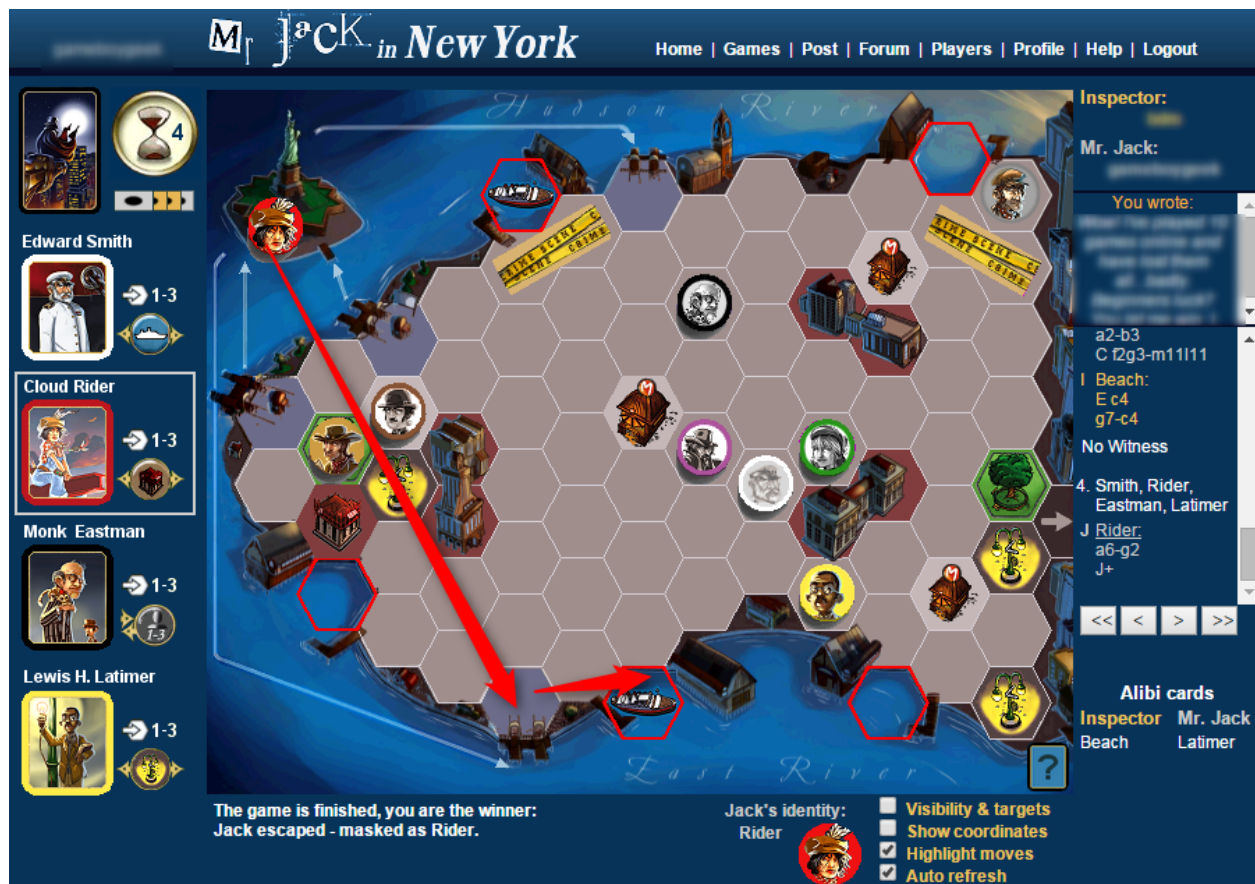 Mr Jack in New York
Home | Games | Post | Forum | Players | Profile | Help | Logout
4
Edward Smith
1-3
Cloud Rider
1-3
Monk Eastman
1-3
1-3
Lewis H. Latimer
1-3
Hudson River
CRIME SCENE CRIME
SCENE
CRIME SCENE CRIME
SCENE
M
M
M
East River
?
Inspector:
Mr. Jack:
You wrote:
a2-b3
C f2g3-m11l11
I Beach:
E c4
g7-c4
No Witness
4. Smith, Rider,
Eastman, Latimer
J Rider:
a6-g2
J+
<< < > >>
Alibi cards
Inspector Mr. Jack
Beach Latimer
The game is finished, you are the winner:
Jack escaped - masked as Rider.
Jack's identity:
Rider
Visibility & targets
Show coordinates
Highlight moves
Auto refresh